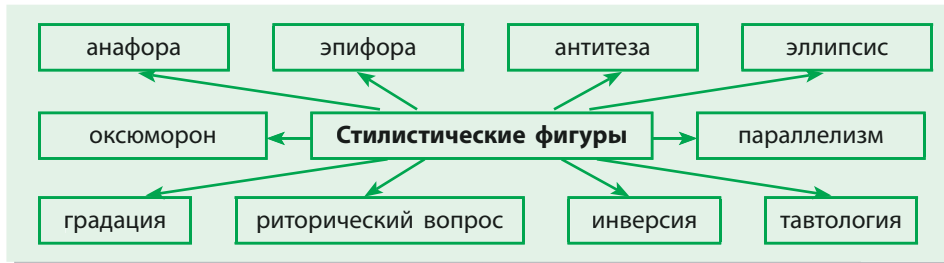 анафора эпифора антитеза эллипсис
оксюморон Стилистические фигуры параллелизм
градация риторический вопрос инверсия тавтология